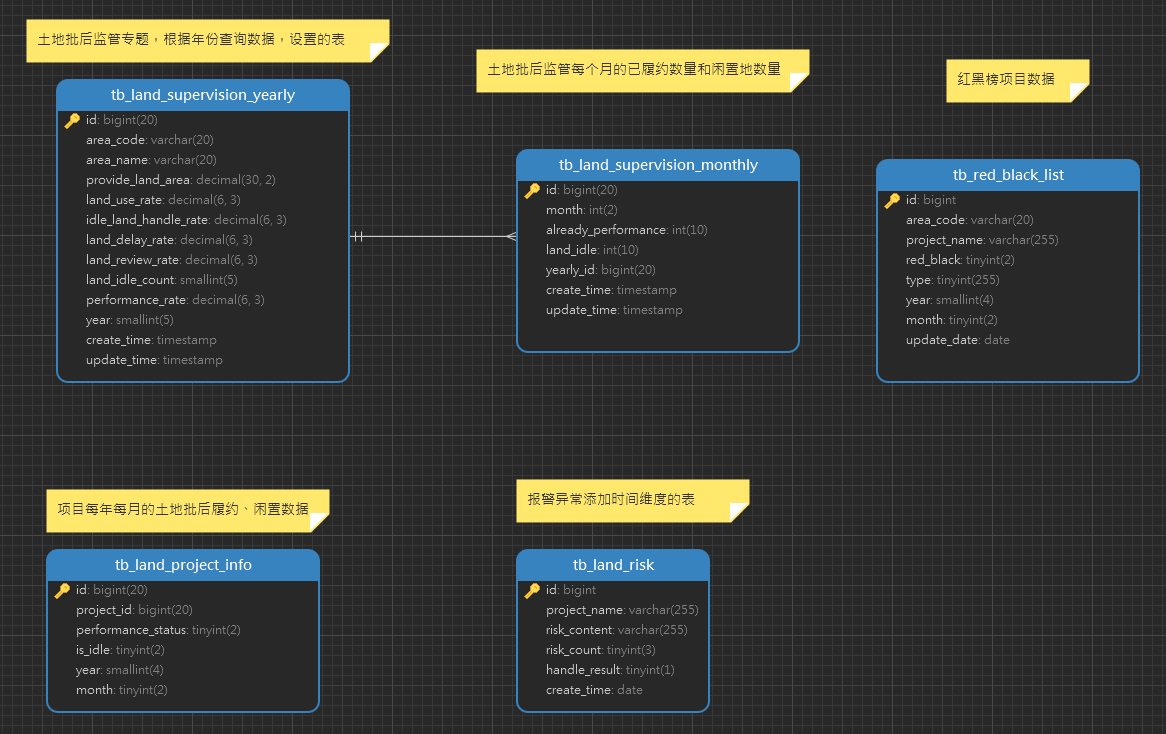 土地批后监管专题，根据年份查询数据，设置的表
tb_land_supervision_yearly
id: bigint(20)
area_code: varchar(20)
area_name: varchar(20)
provide_land_area: decimal(30, 2)
land_use_rate: decimal(6, 3)
idle_land_handle_rate: decimal(6, 3)
land_delay_rate: decimal(6, 3)
land_review_rate: decimal(6, 3)
land_idle_count: smallint(5)
performance_rate: decimal(6, 3)
year: smallint(5)
create_time: timestamp
update_time: timestamp
土地批后监管每个月的已履约数量和闲置地数量
tb_land_supervision_monthly
id: bigint(20)
month: int(2)
already_performance: int(10)
land_idle: int(10)
yearly_id: bigint(20)
create_time: timestamp
update_time: timestamp
红黑榜项目数据
tb_red_black_list
id: bigint
area_code: varchar(20)
project_name: varchar(255)
red_black: tinyint(2)
type: tinyint(255)
year: smallint(4)
month: tinyint(2)
update_date: date
项目每年每月的土地批后履约、闲置数据
tb_land_project_info
id: bigint(20)
project_id: bigint(20)
performance_status: tinyint(2)
is_idle: tinyint(2)
year: smallint(4)
month: tinyint(2)
报警异常添加时间维度的表
tb_land_risk
id: bigint
project_name: varchar(255)
risk_content: varchar(255)
risk_count: tinyint(3)
handle_result: tinyint(1)
create_time: date